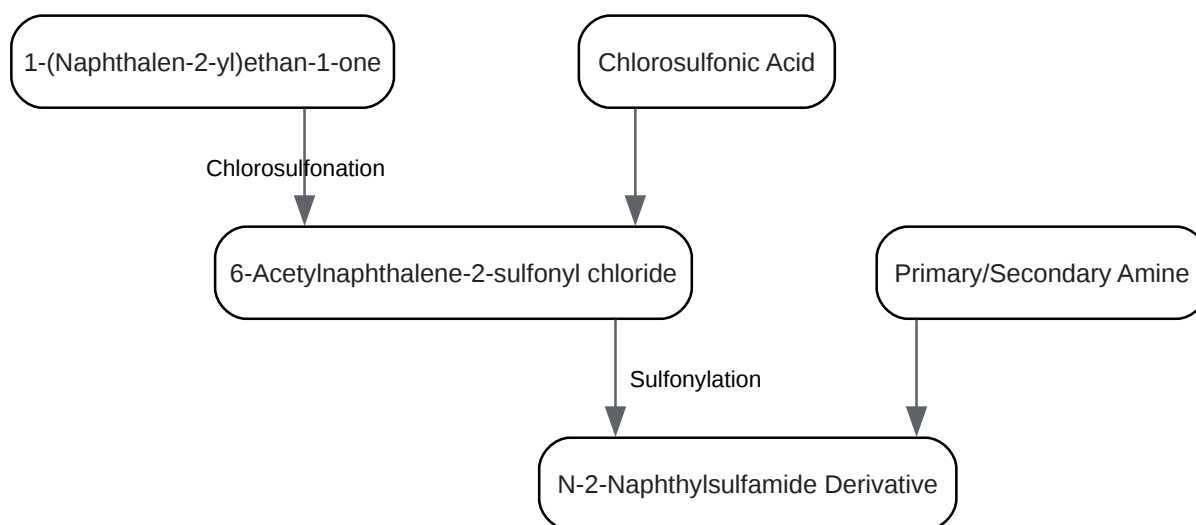 1-(Naphthalen-2-yl)ethan-1-one
Chlorosulfonic Acid
Chlorosulfonation
6-Acetylnaphthalene-2-sulfonyl chloride
Primary/Secondary Amine
Sulfonylation
N-2-Naphthylsulfamide Derivative